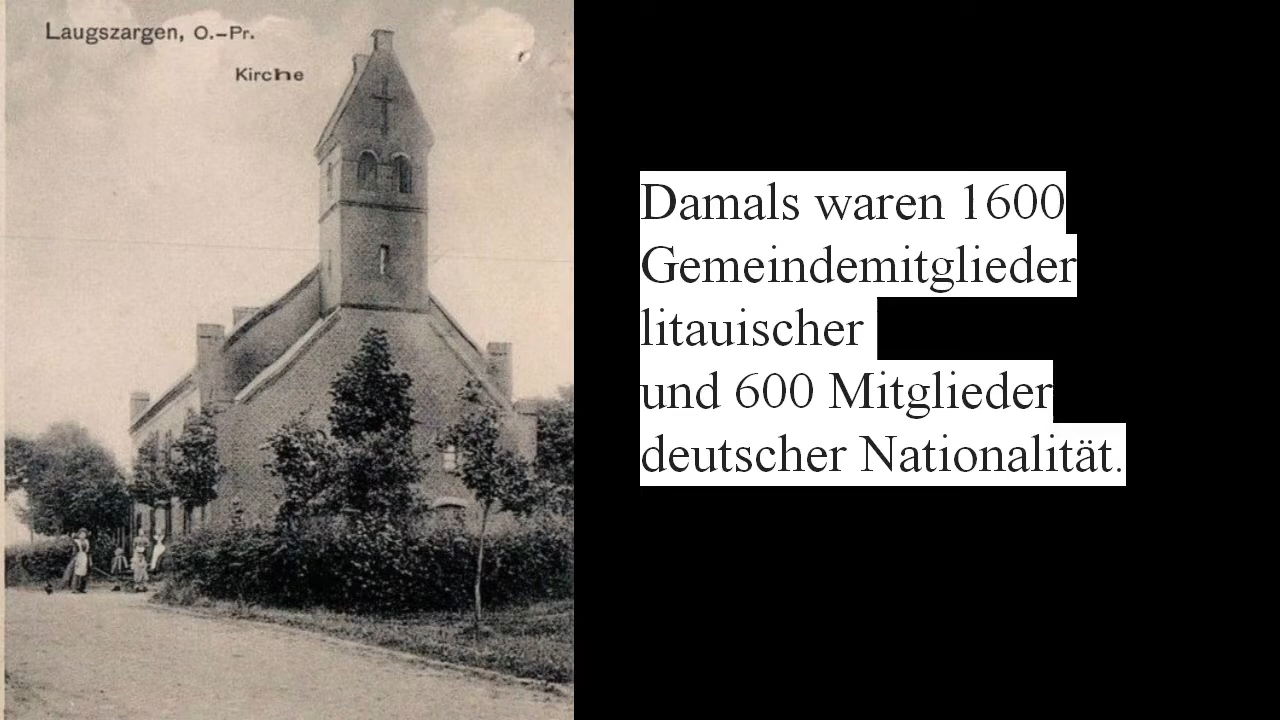 Laugszargen, O.-Pr.
Kirche
Damals waren 1600
Gemeindemitglieder
litauischer
und 600 Mitglieder
deutscher Nationalität.